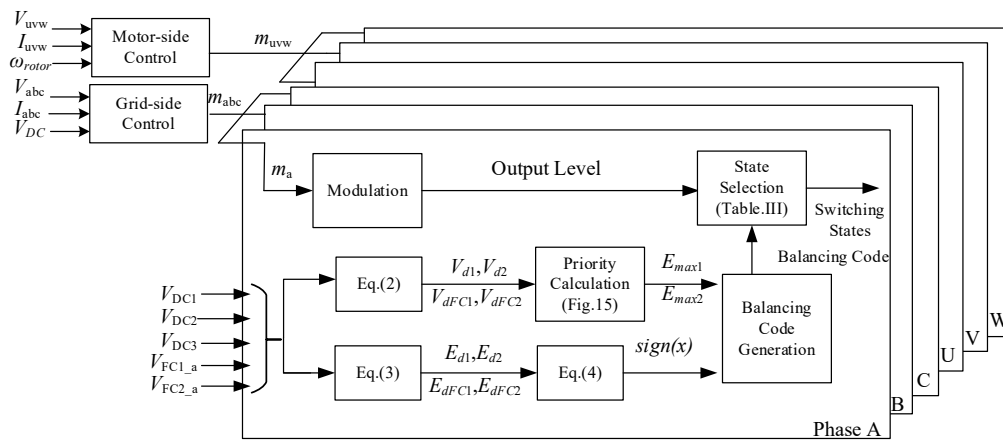 V_uvw
I_uvw
ω_rotor
Motor-side
Control
m_uvw
V_abc
I_abc
V_DC
Grid-side
Control
m_abc
m_a
Modulation
Output Level
State
Selection
(Table.III)
Switching
States
Balancing Code
V_DC1
V_DC2
V_DC3
V_FC1_a
V_FC2_a
Eq.(2)
V_d1,V_d2
V_dFC1,V_dFC2
Priority
Calculation
(Fig.15)
E_max1
E_max2
Balancing
Code
Generation
Eq.(3)
E_d1,E_d2
E_dFC1,E_dFC2
Eq.(4)
sign(x)
Phase A
B
C
U
V
W